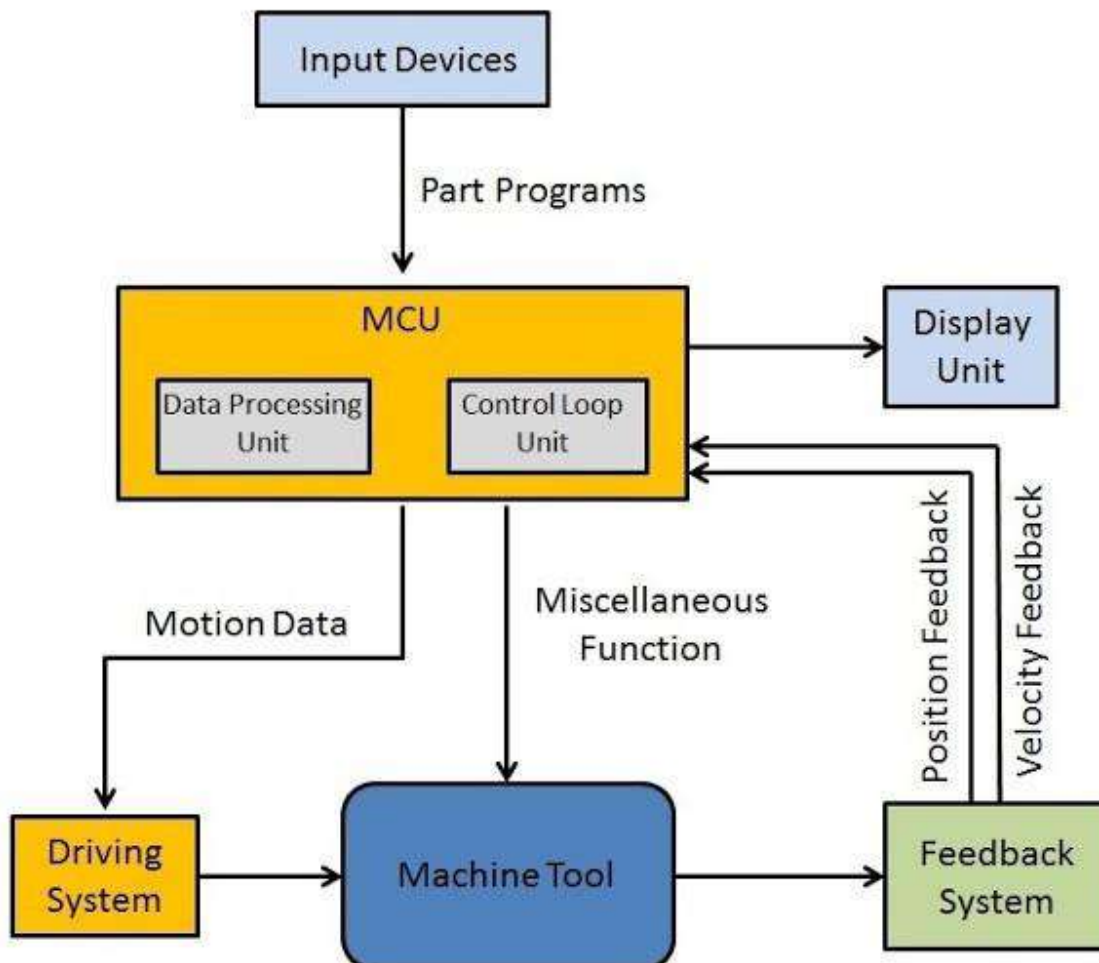 Input Devices
Part Programs
MCU
Display
Unit
Data Processing
Unit
Control Loop
Unit
Position Feedback
Velocity Feedback
Motion Data
Miscellaneous
Function
Driving
System
Machine Tool
Feedback
System